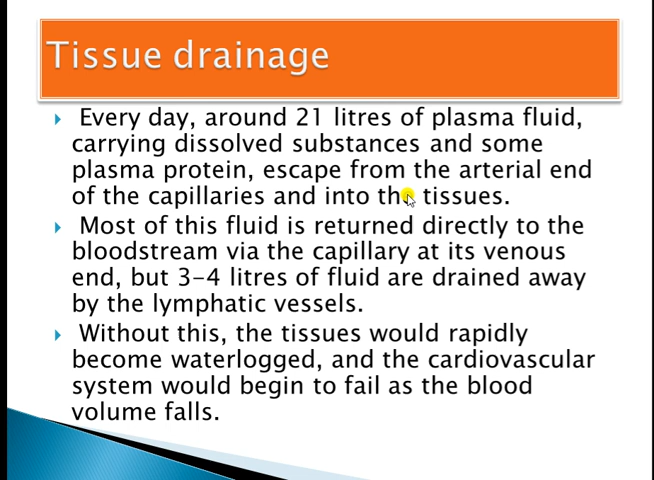 Tissue drainage
Every day, around 21 litres of plasma fluid,
carrying dissolved substances and some
plasma protein, escape from the arterial end
of the capillaries and into the tissues.
Most of this fluid is returned directly to the
bloodstream via the capillary at its venous
end, but 3–4 litres of fluid are drained away
by the lymphatic vessels.
Without this, the tissues would rapidly
become waterlogged, and the cardiovascular
system would begin to fail as the blood
volume falls.